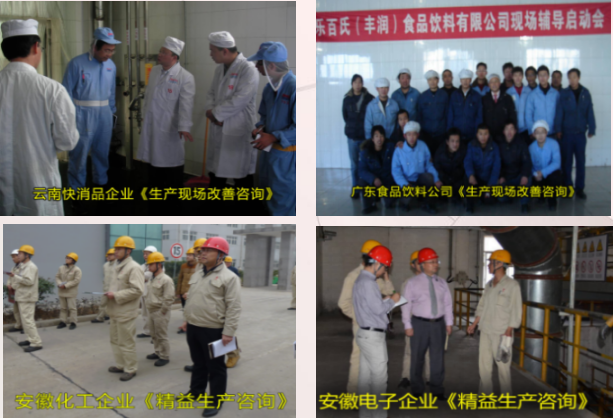 云南快消品企业《生产现场改善咨询》
乐百氏（丰润）食品饮料有限公司现场辅导启动会
广东食品饮料公司《生产现场改善咨询》
15
安徽化工企业《精益生产咨询》
安徽电子企业《精益生产咨询》